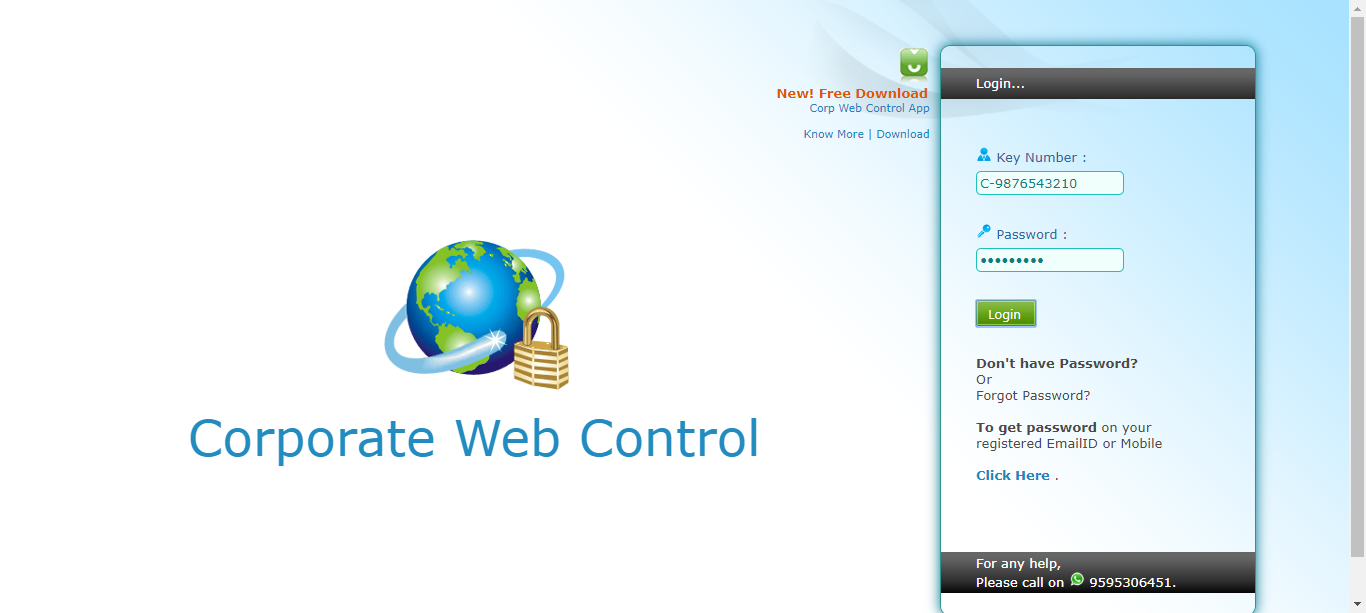 New! Free Download
Corp Web Control App
Know More | Download
Corporate Web Control
Login...
Key Number :
C-9876543210
Password :
•••••••••
Login
Don't have Password?
Or
Forgot Password?
To get password on your
registered EmailID or Mobile
Click Here .
For any help,
Please call on 9595306451.